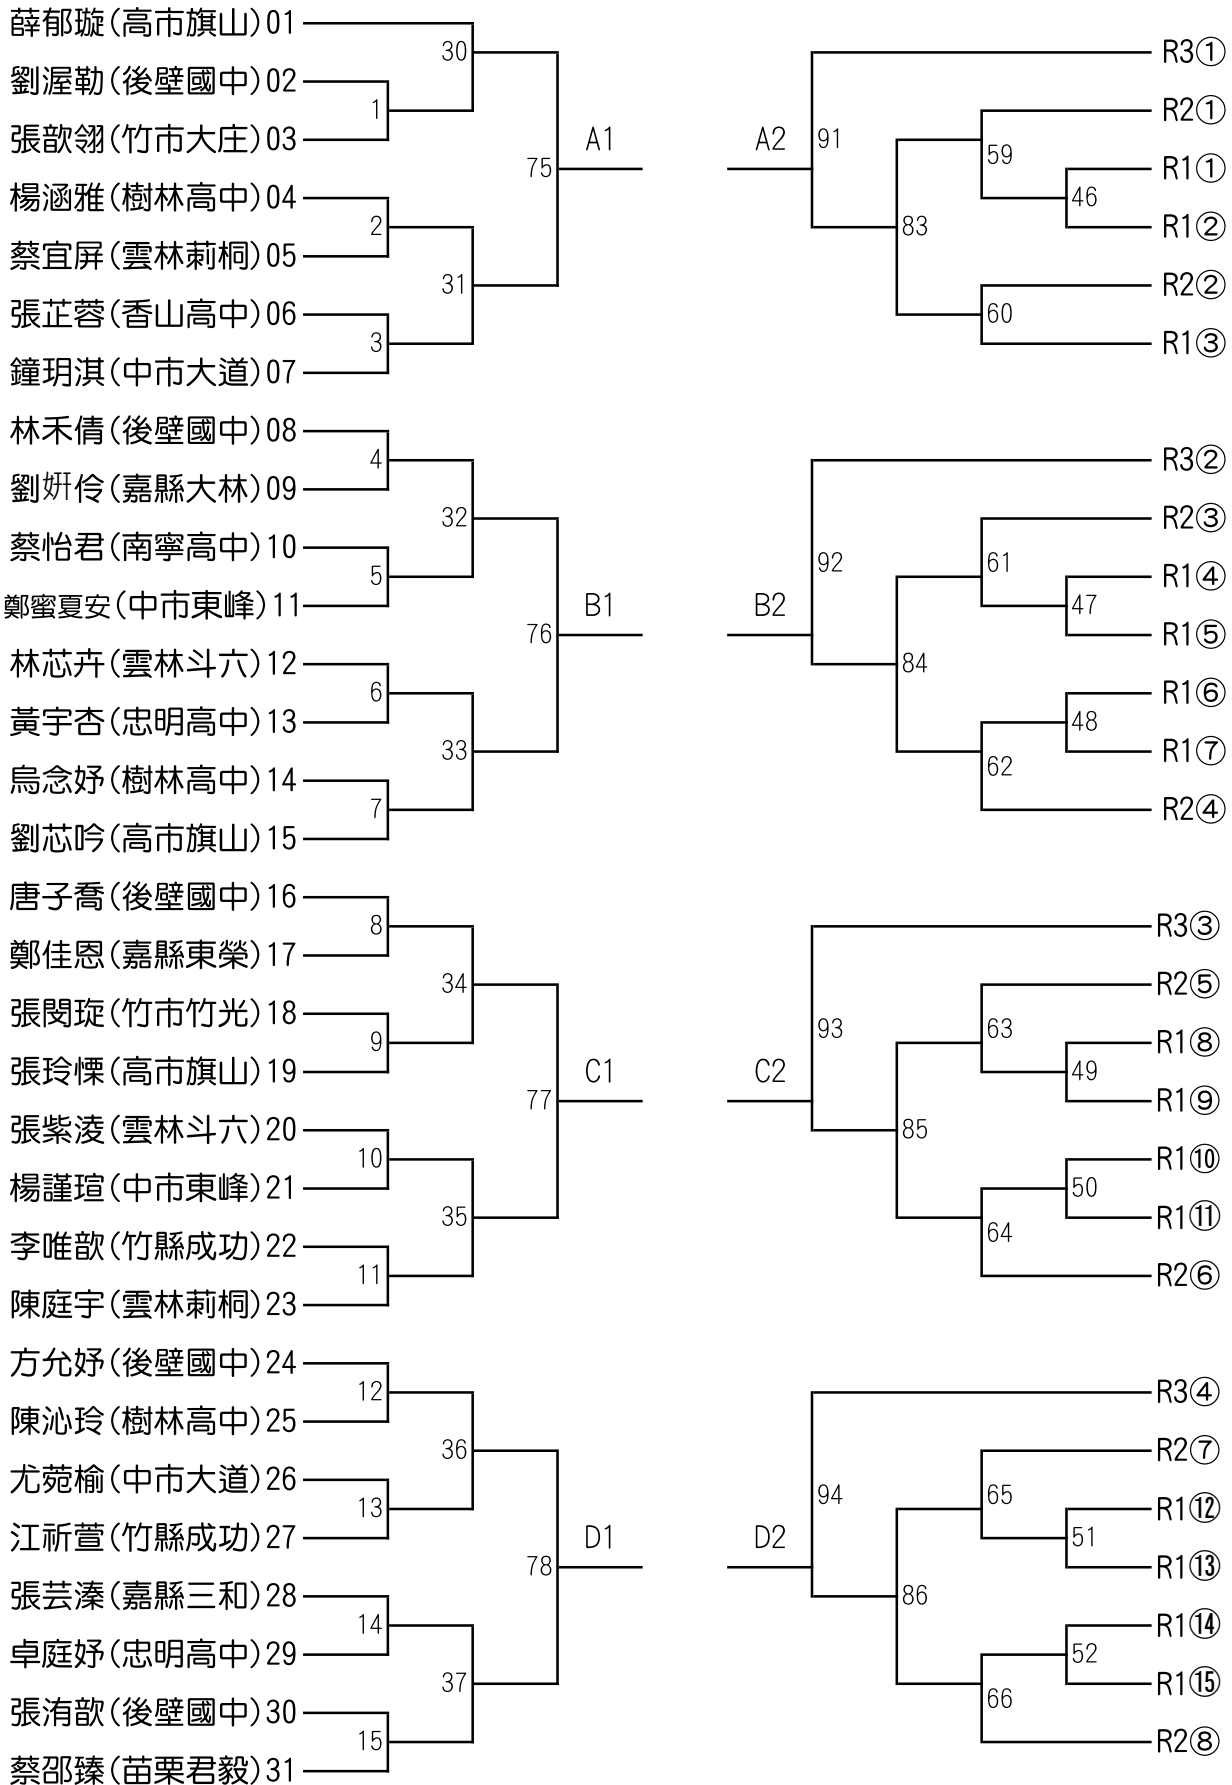 薛郁璇(高市旗山)01
30
R3①
劉渥勒(後壁國中)02
1
R2①
張歆翎(竹市大庄)03
75
A1
A2
91
59
R1①
楊涵雅(樹林高中)04
2
46
R1②
蔡宜屏(雲林莿桐)05
31
83
R2②
張芷蓉(香山高中)06
3
60
R1③
鐘玥淇(中市大道)07
林禾倩(後壁國中)08
4
R3②
劉姸伶(嘉縣大林)09
32
R2③
蔡怡君(南寧高中)10
5
92
61
R1④
鄭蜜夏安(中市東峰)11
76
B1
B2
47
R1⑤
林芯卉(雲林斗六)12
6
84
R1⑥
黃宇杏(忠明高中)13
33
48
R1⑦
烏念妤(樹林高中)14
7
62
R2④
劉芯吟(高市旗山)15
唐子喬(後壁國中)16
8
R3③
鄭佳恩(嘉縣東榮)17
34
R2⑤
張閔琁(竹市竹光)18
9
93
63
R1⑧
張玲慄(高市旗山)19
77
C1
C2
49
R1⑨
張紫淩(雲林斗六)20
10
85
R1⑩
楊謹瑄(中市東峰)21
35
50
R1⑪
李唯歆(竹縣成功)22
11
64
R2⑥
陳庭宇(雲林莿桐)23
方允妤(後壁國中)24
12
R3④
陳沁玲(樹林高中)25
36
R2⑦
尤菀榆(中市大道)26
13
94
65
R1⑫
江祈萱(竹縣成功)27
78
D1
D2
51
R1⑬
張芸溱(嘉縣三和)28
14
86
R1⑭
卓庭妤(忠明高中)29
37
52
R1⑮
張洧歆(後壁國中)30
15
66
R2⑧
蔡邵臻(苗栗君毅)31